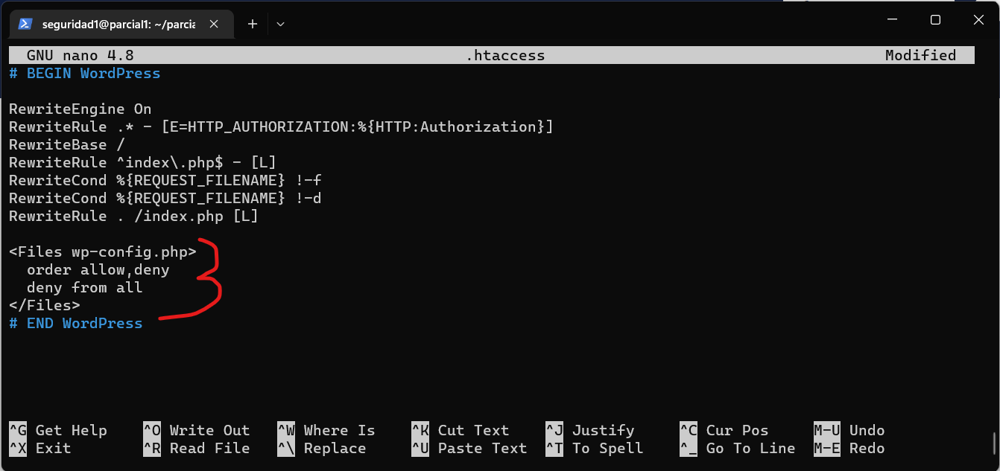 seguridad1@parcial1: ~/parcia
GNU nano 4.8 .htaccess Modified
# BEGIN WordPress
RewriteEngine On
RewriteRule .* - [E=HTTP_AUTHORIZATION:%{HTTP:Authorization}]
RewriteBase /
RewriteRule ^index\.php$ - [L]
RewriteCond %{REQUEST_FILENAME} !-f
RewriteCond %{REQUEST_FILENAME} !-d
RewriteRule . /index.php [L]
<Files wp-config.php>
order allow,deny
deny from all
</Files>
# END WordPress
^G Get Help ^O Write Out ^W Where Is ^K Cut Text ^J Justify ^C Cur Pos M-U Undo
^X Exit ^R Read File ^\ Replace ^U Paste Text ^T To Spell ^_ Go To Line M-E Redo